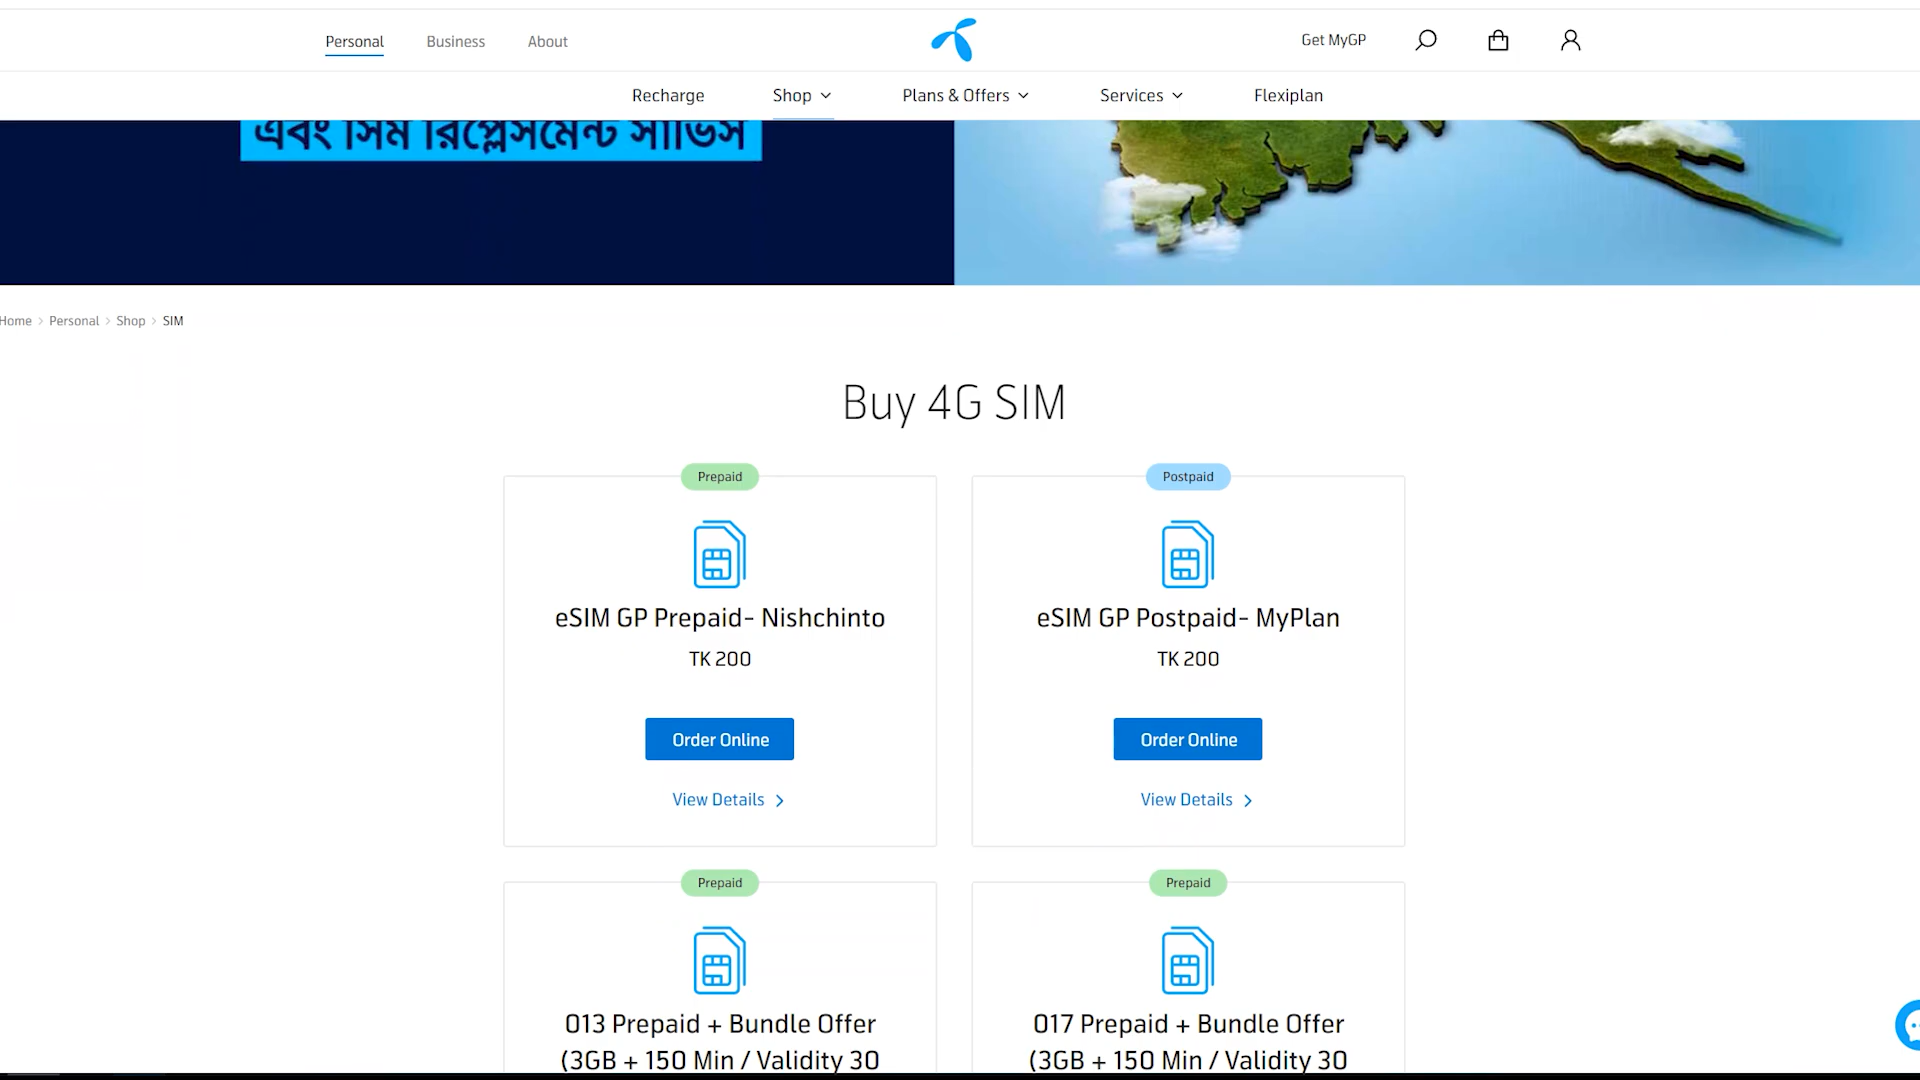 Personal Business About Get MyGP
Recharge Shop Plans & Offers Services Flexiplan
এবং সিম রিপ্লেসমেন্ট সার্ভিস
Home > Personal > Shop > SIM
Buy 4G SIM
Prepaid
eSIM GP Prepaid- Nishchinto
TK 200
Order Online
View Details
Postpaid
eSIM GP Postpaid- MyPlan
TK 200
Order Online
View Details
Prepaid
013 Prepaid + Bundle Offer
(3GB + 150 Min / Validity 30
Prepaid
017 Prepaid + Bundle Offer
(3GB + 150 Min / Validity 30